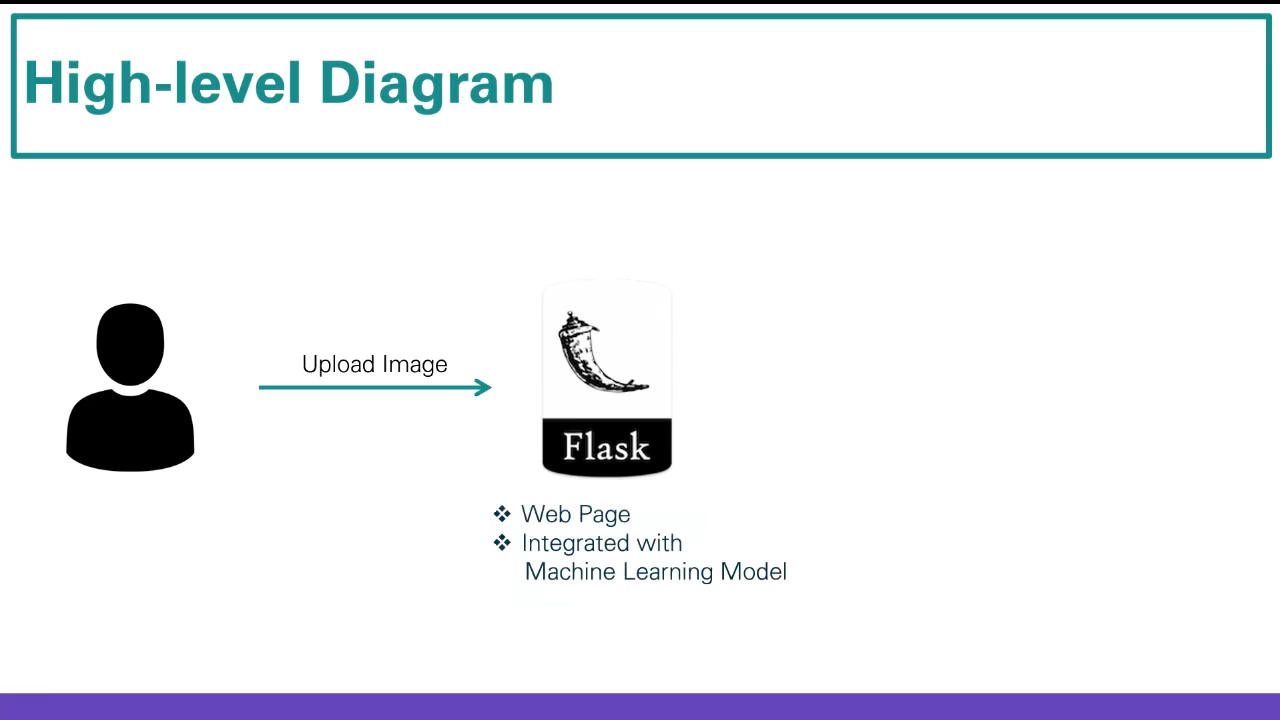 High-level Diagram
Upload Image
Flask
❖ Web Page
❖ Integrated with
Machine Learning Model